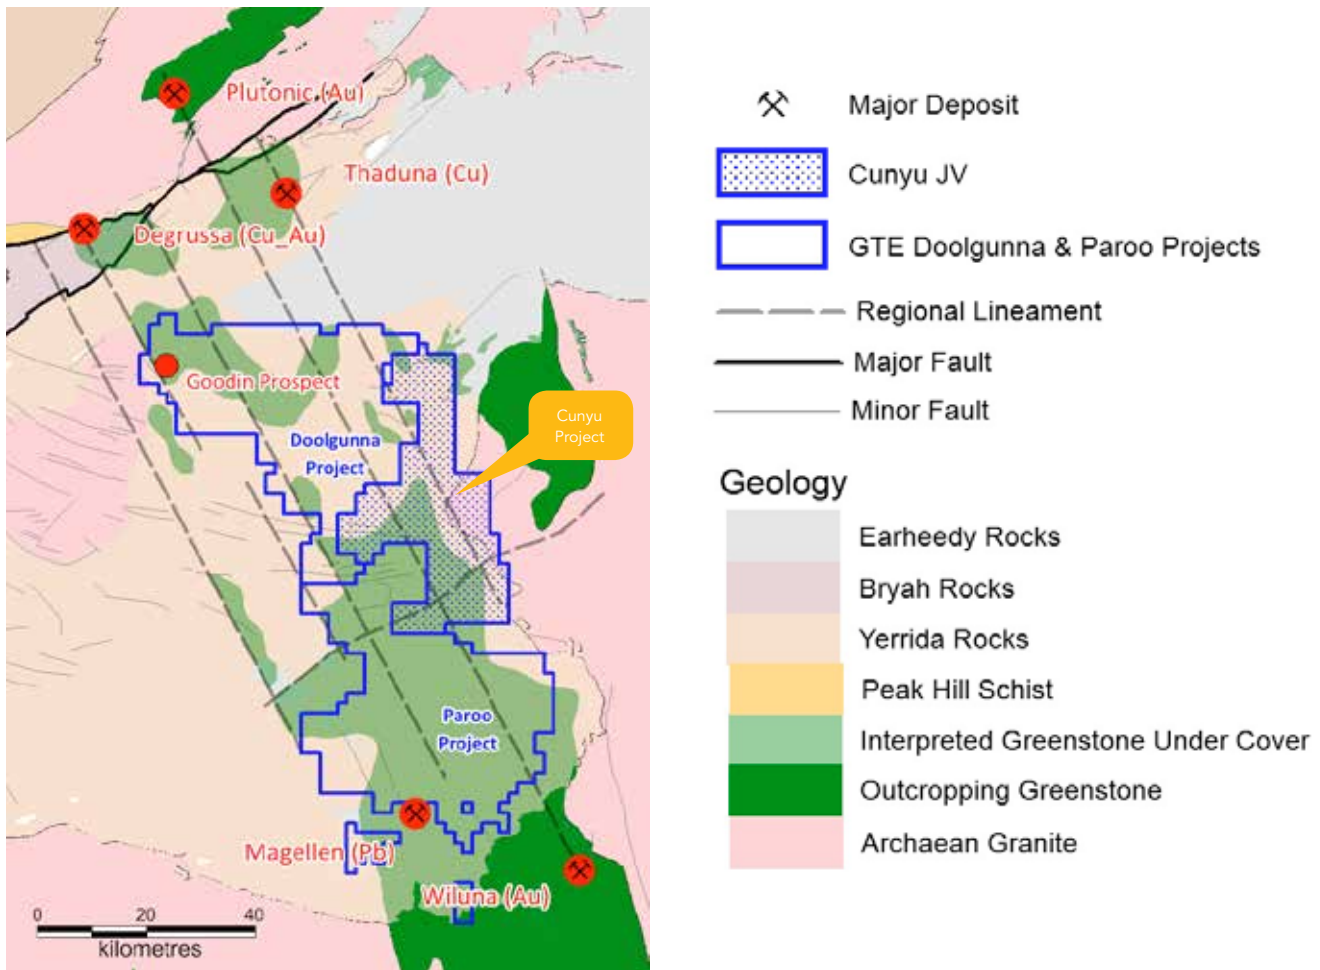 Plutonic (Au)
Thaduna (Cu)
Degrussa (Cu_Au)
Goodin Prospect
Cunyu
Project
Doolgunna
Project
Paroo
Project
Magellen (Pb)
Wiluna (Au)
0 20 40
kilometres
Major Deposit
Cunyu JV
GTE Doolgunna & Paroo Projects
Regional Lineament
Major Fault
Minor Fault
Geology
Earheedy Rocks
Bryah Rocks
Yerrida Rocks
Peak Hill Schist
Interpreted Greenstone Under Cover
Outcropping Greenstone
Archaean Granite